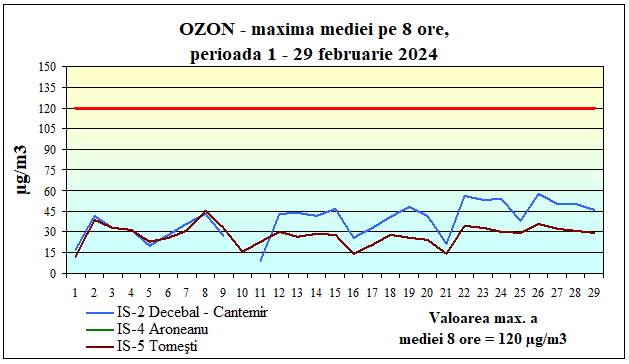 OZON - maxima mediei pe 8 ore,
perioada 1 - 29 februarie 2024
µg/m3
150
135
120
105
90
75
60
45
30
15
0
1 2 3 4 5 6 7 8 9 10 11 12 13 14 15 16 17 18 19 20 21 22 23 24 25 26 27 28 29
IS-2 Decebal - Cantemir
IS-4 Aroneanu
IS-5 Tomești
Valoarea max. a
mediei 8 ore = 120 µg/m3